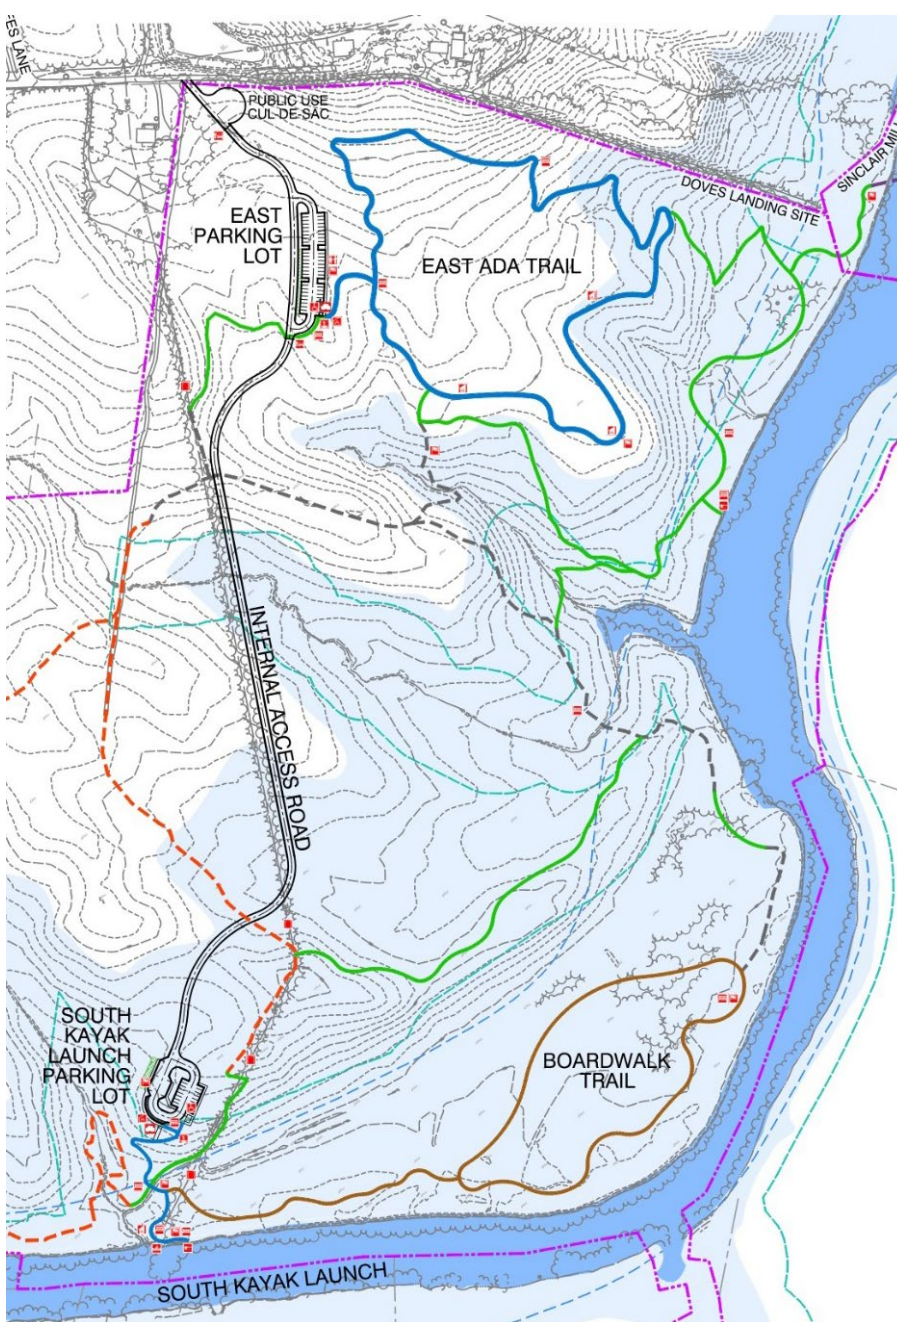 ES LANE
PUBLIC USE
CUL-DE-SAC
SINCLAIR MIL
DOVES LANDING SITE
EAST
PARKING
LOT
EAST ADA TRAIL
INTERNAL ACCESS ROAD
SOUTH
KAYAK
LAUNCH
PARKING
LOT
BOARDWALK
TRAIL
SOUTH KAYAK LAUNCH